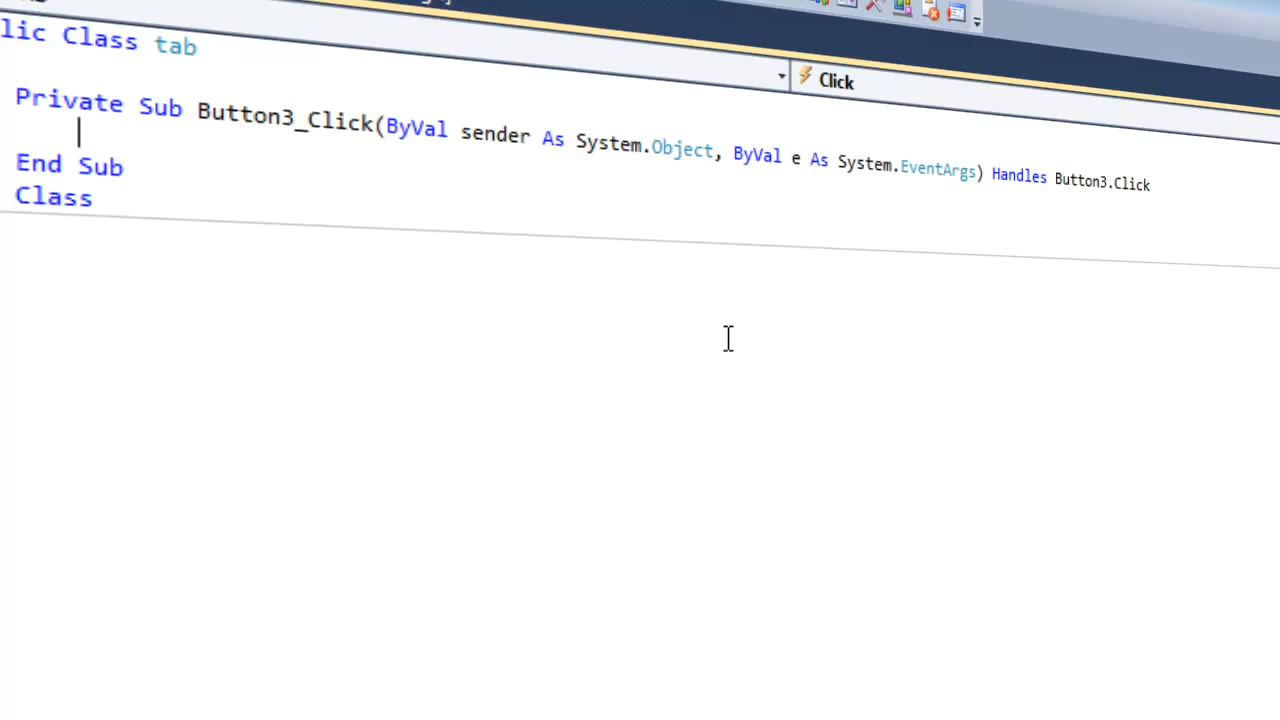 lic Class tab
Click
Private Sub Button3_Click(ByVal sender As System.Object, ByVal e As System.EventArgs) Handles Button3.Click
End Sub
Class